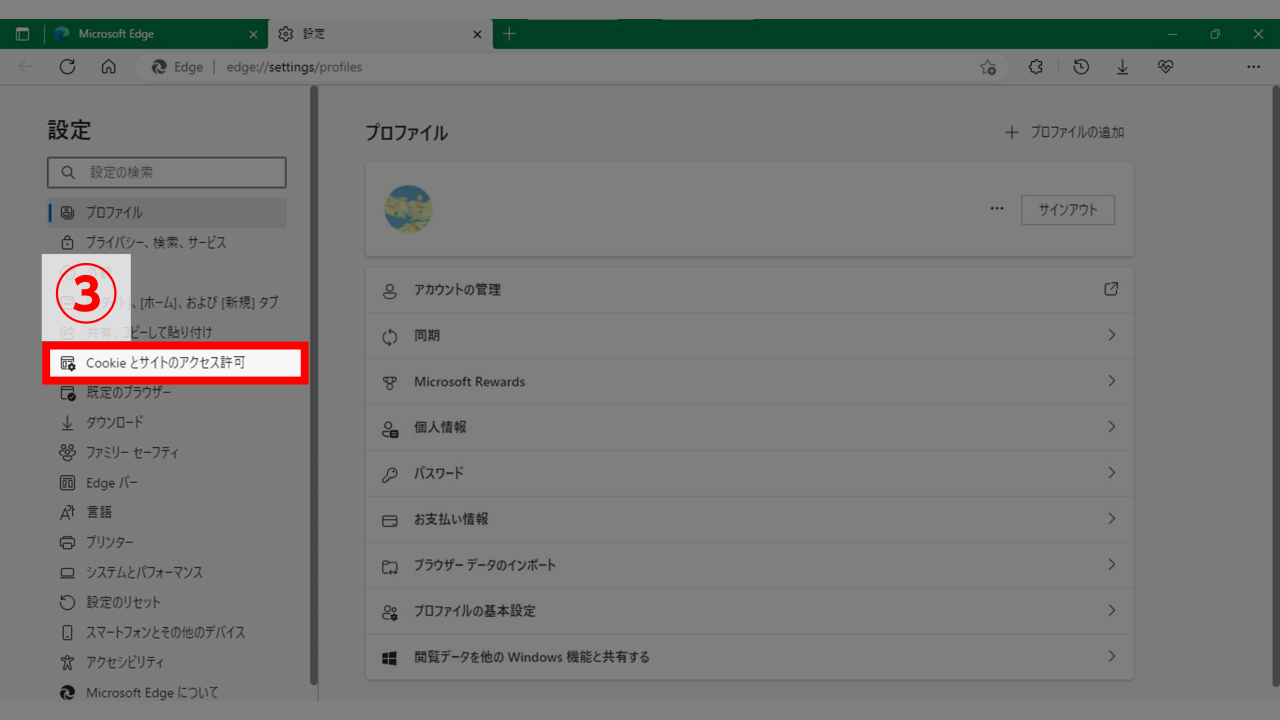 Microsoft Edge
設定
Edge
edge://settings/profiles
設定
設定の検索
プロファイル
プライバシー、検索、サービス
③
、[ホーム]、および [新規] タブ
共有、コピーして貼り付け
Cookie とサイトのアクセス許可
既定のブラウザー
ダウンロード
ファミリー セーフティ
Edge バー
言語
プリンター
システムとパフォーマンス
設定のリセット
スマートフォンとその他のデバイス
アクセシビリティ
Microsoft Edge について
プロファイル
プロファイルの追加
サインアウト
アカウントの管理
同期
Microsoft Rewards
個人情報
パスワード
お支払い情報
ブラウザー データのインポート
プロファイルの基本設定
閲覧データを他の Windows 機能と共有する